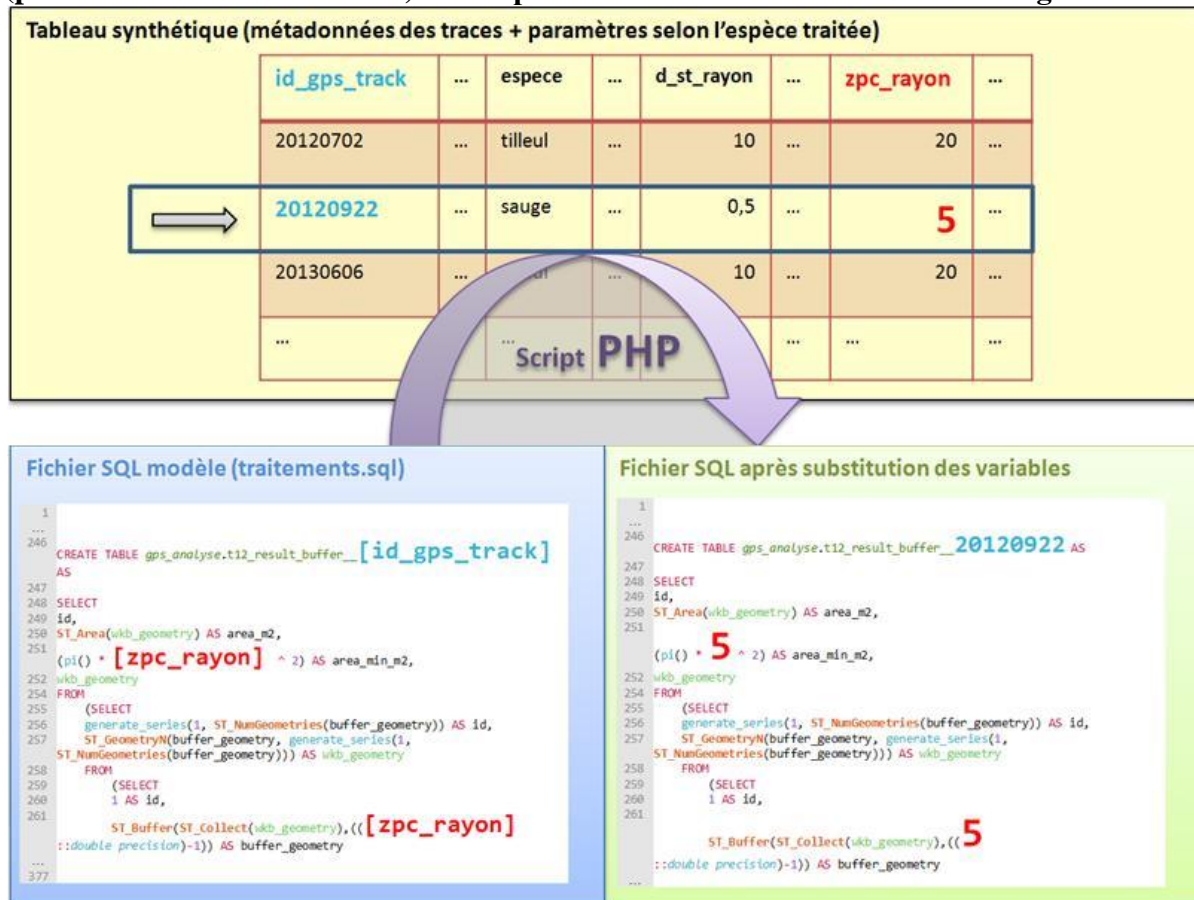 Tableau synthétique (métadonnées des traces + paramètres selon l'espèce traitée)
id_gps_track ... espece ... d_st_rayon ... zpc_rayon ...
20120702 ... tilleul ... 10 ... 20 ...
20120922 ... sauge ... 0,5 ... 5 ...
20130606 ... ... 10 ... 20 ...
... ... ... ... ...
Script PHP
Fichier SQL modèle (traitements.sql)
1
...
246 CREATE TABLE gps_analyse.t12_result_buffer__[id_gps_track]
AS
247
248 SELECT
249 id,
250 ST_Area(wkb_geometry) AS area_m2,
251
(pi() * [zpc_rayon] ^ 2) AS area_min_m2,
252 wkb_geometry
254 FROM
255 (SELECT
256 generate_series(1, ST_NumGeometries(buffer_geometry)) AS id,
257 ST_GeometryN(buffer_geometry, generate_series(1,
ST_NumGeometries(buffer_geometry))) AS wkb_geometry
258 FROM
259 (SELECT
260 1 AS id,
261
ST_Buffer(ST_Collect(wkb_geometry),(([zpc_rayon]
::double precision)-1)) AS buffer_geometry
...
377
Fichier SQL après substitution des variables
1
...
246 CREATE TABLE gps_analyse.t12_result_buffer__20120922 AS
247
248 SELECT
249 id,
250 ST_Area(wkb_geometry) AS area_m2,
251
(pi() * 5 ^ 2) AS area_min_m2,
252 wkb_geometry
254 FROM
255 (SELECT
256 generate_series(1, ST_NumGeometries(buffer_geometry)) AS id,
257 ST_GeometryN(buffer_geometry, generate_series(1,
ST_NumGeometries(buffer_geometry))) AS wkb_geometry
258 FROM
259 (SELECT
260 1 AS id,
261
ST_Buffer(ST_Collect(wkb_geometry),((5
::double precision)-1)) AS buffer_geometry
...